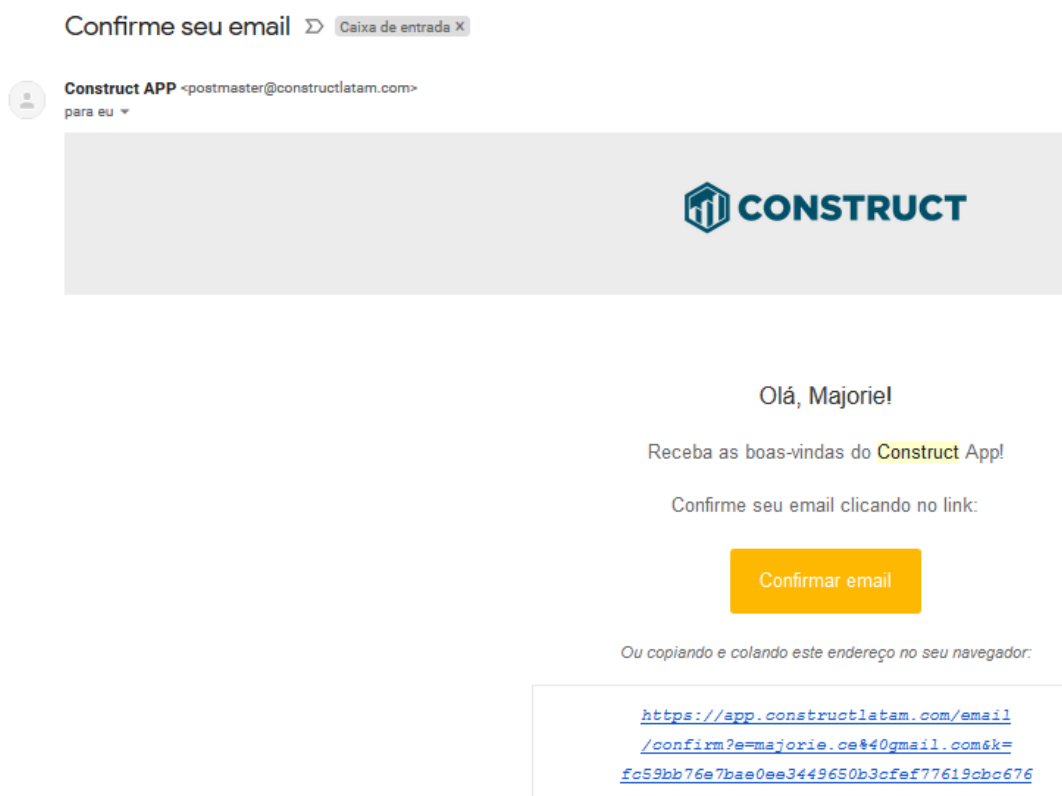 Confirme seu email Caixa de entrada x
Construct APP <postmaster@constructlatam.com>
para eu
CONSTRUCT
Olá, Majorie!
Receba as boas-vindas do Construct App!
Confirme seu email clicando no link:
Confirmar email
Ou copiando e colando este endereço no seu navegador:
https://app.constructlatam.com/email
/confirm?e=majorie.ce%40gmail.com&k=
fc59bb76e7bae0ee3449650b3cfef77619cbc676